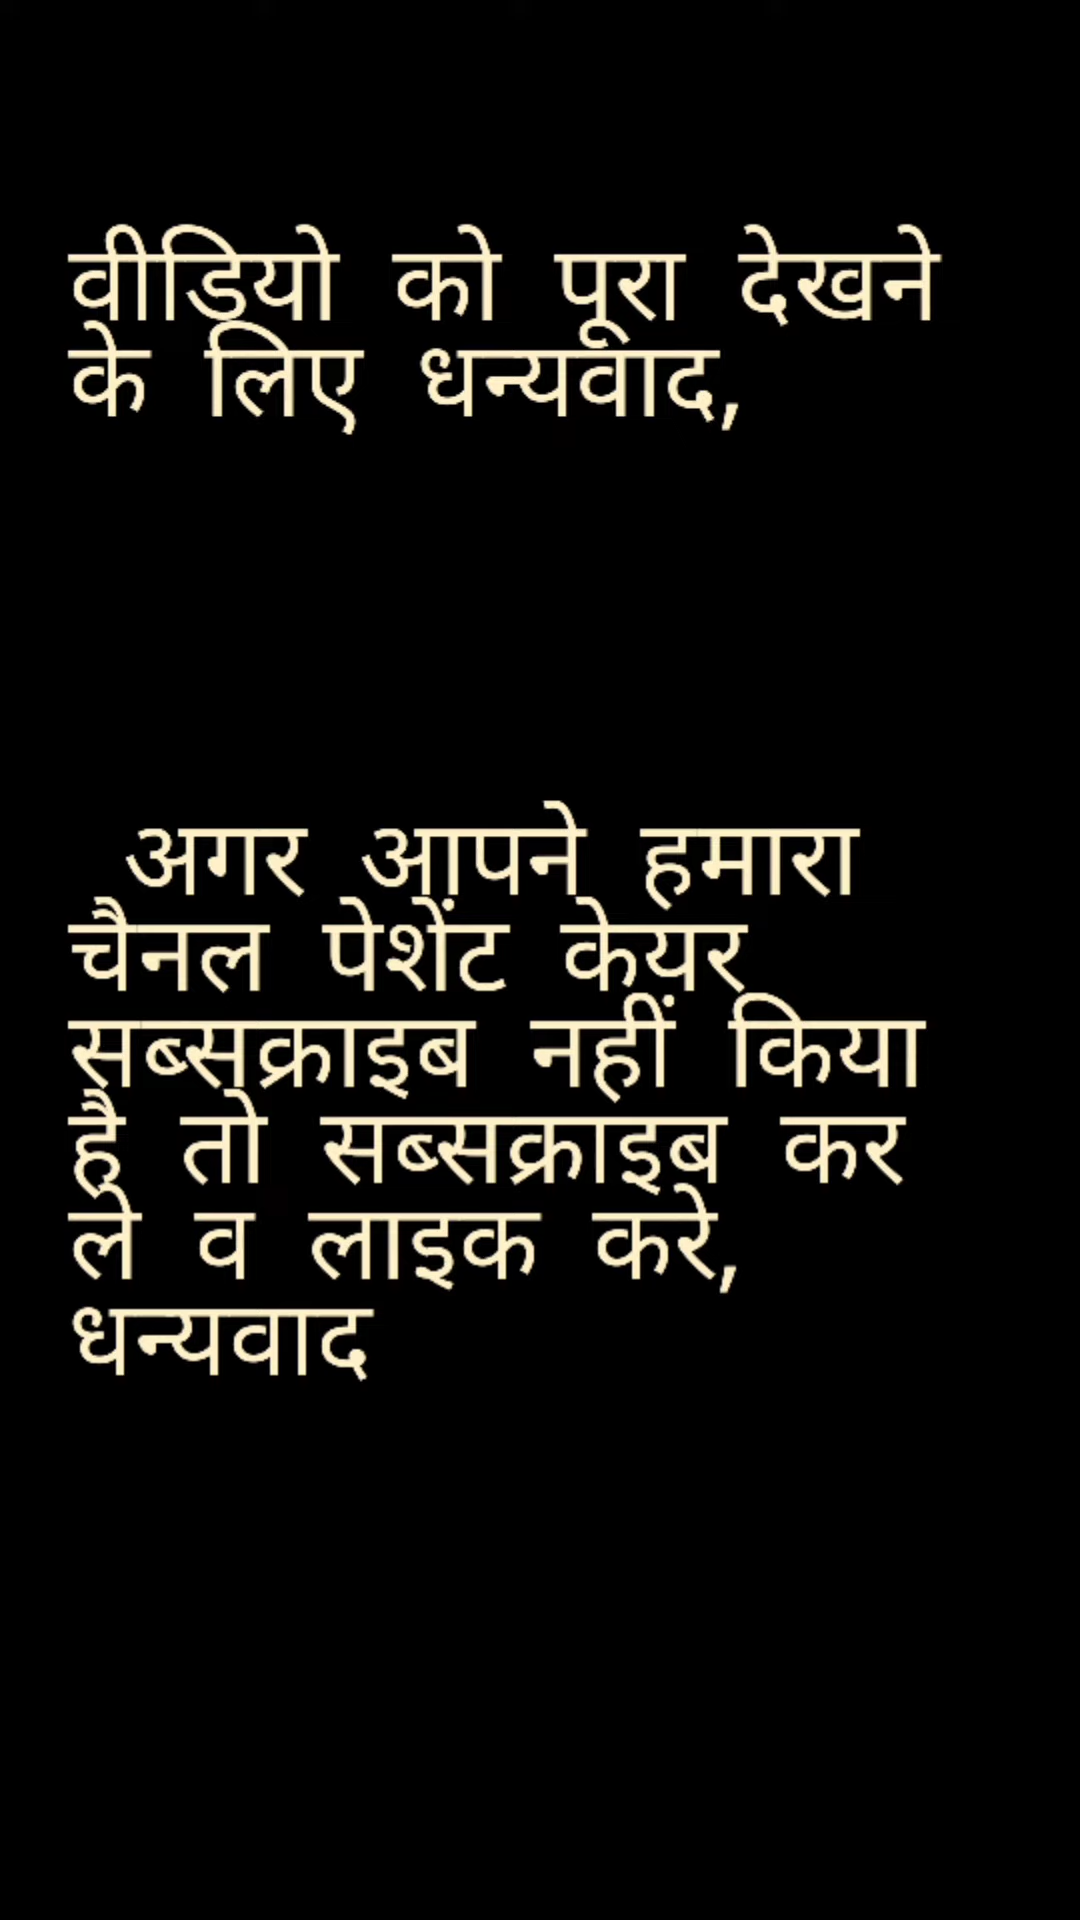 वीडियो को पूरा देखने
के लिए धन्यवाद,
अगर आपने हमारा
चैनल पेशेंट केयर
सब्सक्राइब नहीं किया
है तो सब्सक्राइब कर
ले व लाइक करे,
धन्यवाद